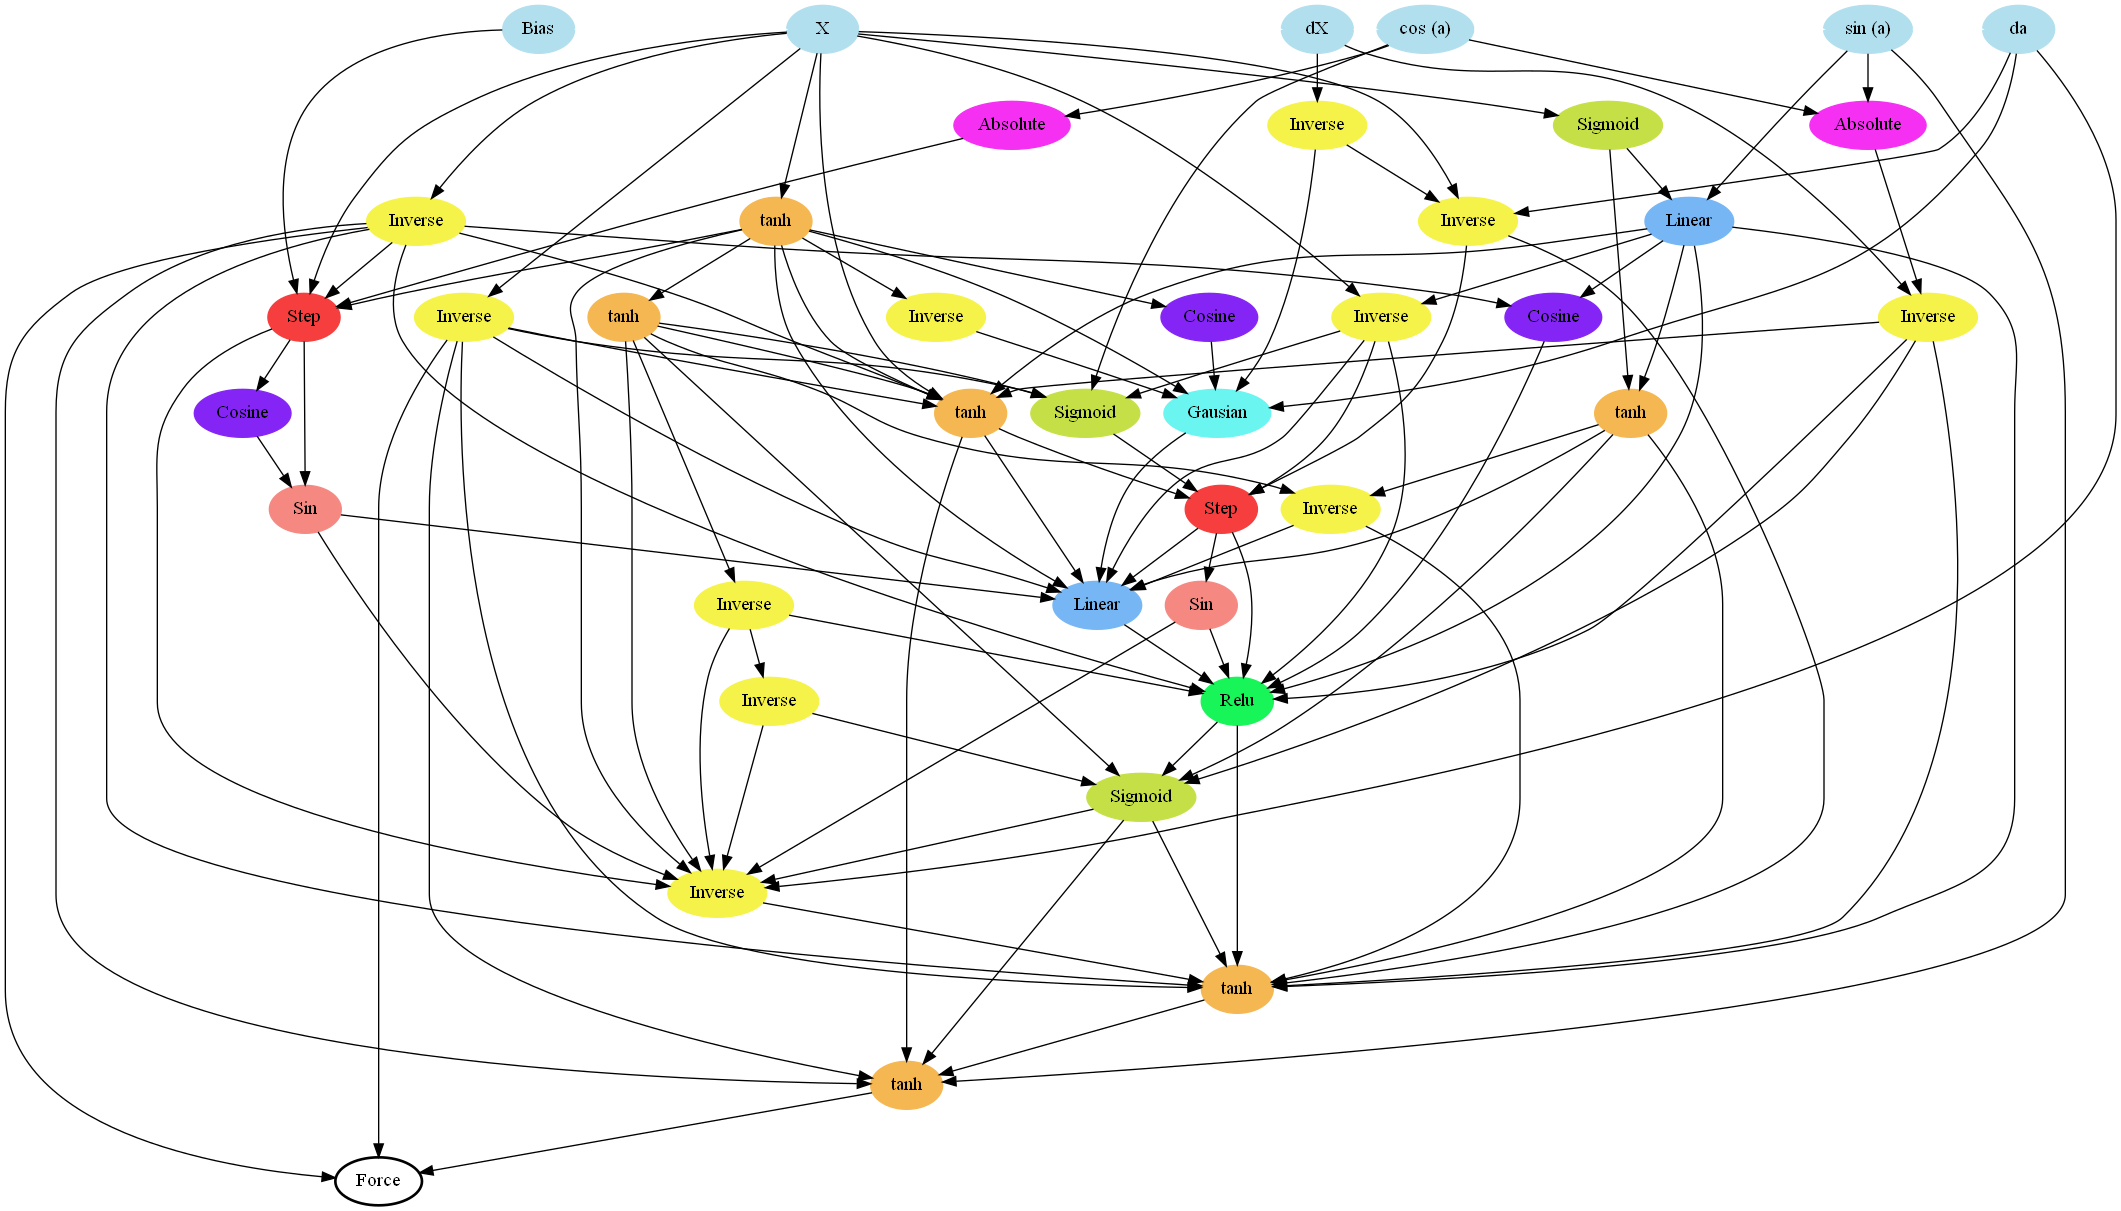 Bias
X
dX
cos (a)
sin (a)
da
Absolute
Inverse
Sigmoid
Absolute
Inverse
tanh
Inverse
Linear
Step
Inverse
tanh
Inverse
Cosine
Inverse
Cosine
Inverse
Cosine
tanh
Sigmoid
Gausian
tanh
Sin
Step
Inverse
Inverse
Linear
Sin
Inverse
Relu
Sigmoid
Inverse
tanh
tanh
Force